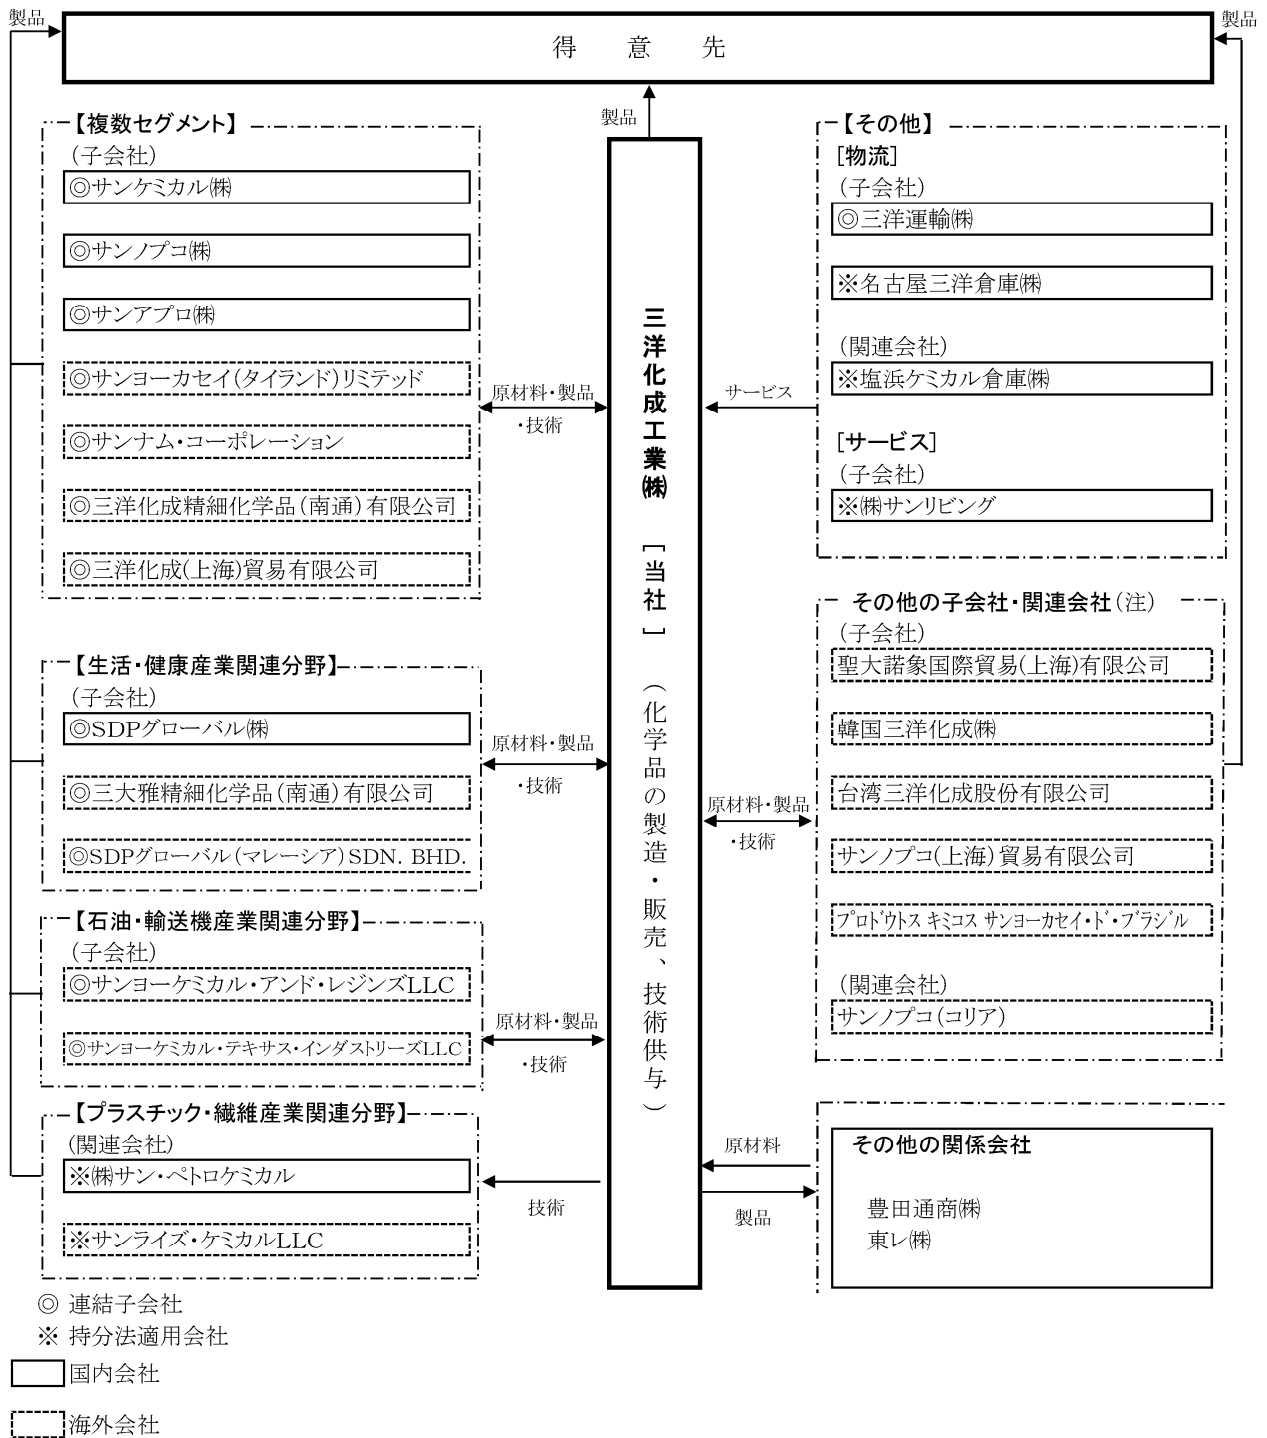 製品
製品
得　意　先
製品
【複数セグメント】
（子会社）
◎サンケミカル㈱
◎サンノプコ㈱
◎サンアプロ㈱
◎サンヨーカセイ（タイランド）リミテッド
◎サンナム・コーポレーション
◎三洋化成精細化学品（南通）有限公司
◎三洋化成（上海）貿易有限公司
原材料・製品
・技術
【生活・健康産業関連分野】
（子会社）
◎SDPグローバル㈱
◎三大雅精細化学品（南通）有限公司
◎SDPグローバル（マレーシア）SDN. BHD.
原材料・製品
・技術
【石油・輸送機産業関連分野】
（子会社）
◎サンヨーケミカル・アンド・レジンズLLC
◎サンヨーケミカル・テキサス・インダストリーズLLC
原材料・製品
・技術
【プラスチック・繊維産業関連分野】
（関連会社）
※㈱サン・ペトロケミカル
※サンライズ・ケミカルLLC
技術
三洋化成工業㈱　［当社］　（化学品の製造・販売、技術供与）
【その他】
［物流］
（子会社）
◎三洋運輸㈱
※名古屋三洋倉庫㈱
（関連会社）
※塩浜ケミカル倉庫㈱
［サービス］
（子会社）
※㈱サンリビング
サービス
その他の子会社・関連会社（注）
（子会社）
聖大諾象国際貿易（上海）有限公司
韓国三洋化成㈱
台湾三洋化成股份有限公司
サンノプコ（上海）貿易有限公司
プロドウトス キミコス サンヨーカセイ・ド・ブラジル
（関連会社）
サンノプコ（コリア）
原材料・製品
・技術
その他の関係会社
豊田通商㈱
東レ㈱
原材料
製品
◎ 連結子会社
※ 持分法適用会社
国内会社
海外会社